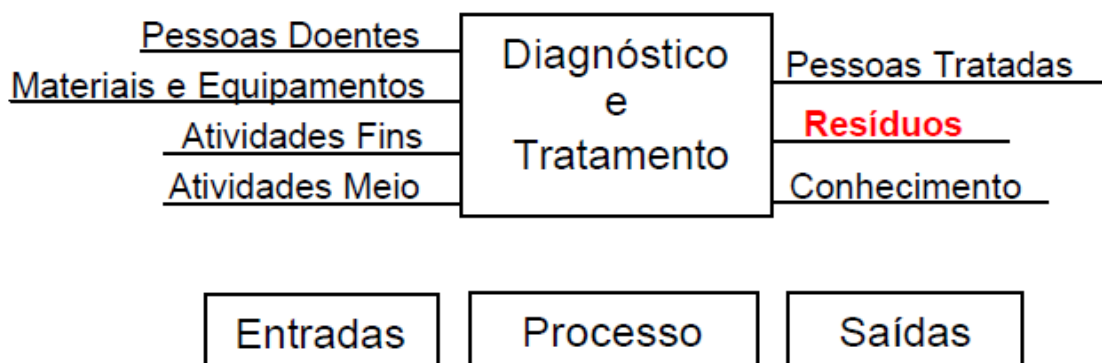 Pessoas Doentes
Materiais e Equipamentos
Atividades Fins
Atividades Meio
Diagnóstico
e
Tratamento
Pessoas Tratadas
Resíduos
Conhecimento
Entradas
Processo
Saídas